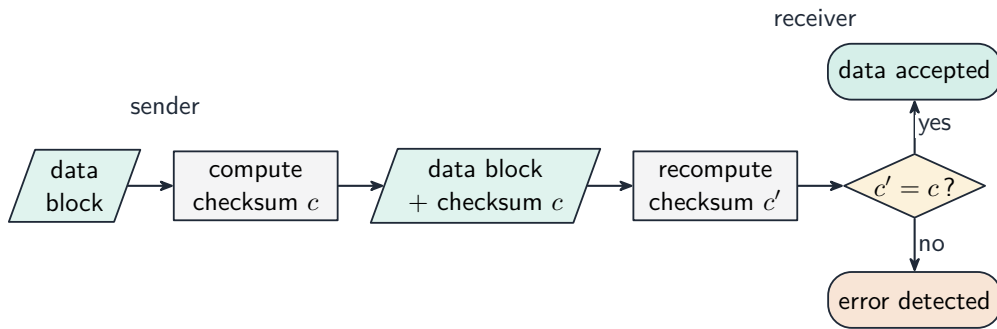 receiver
data accepted
sender
yes
data
block
compute
checksum c
data block
+ checksum c
recompute
checksum c′
c′ = c ?
no
error detected